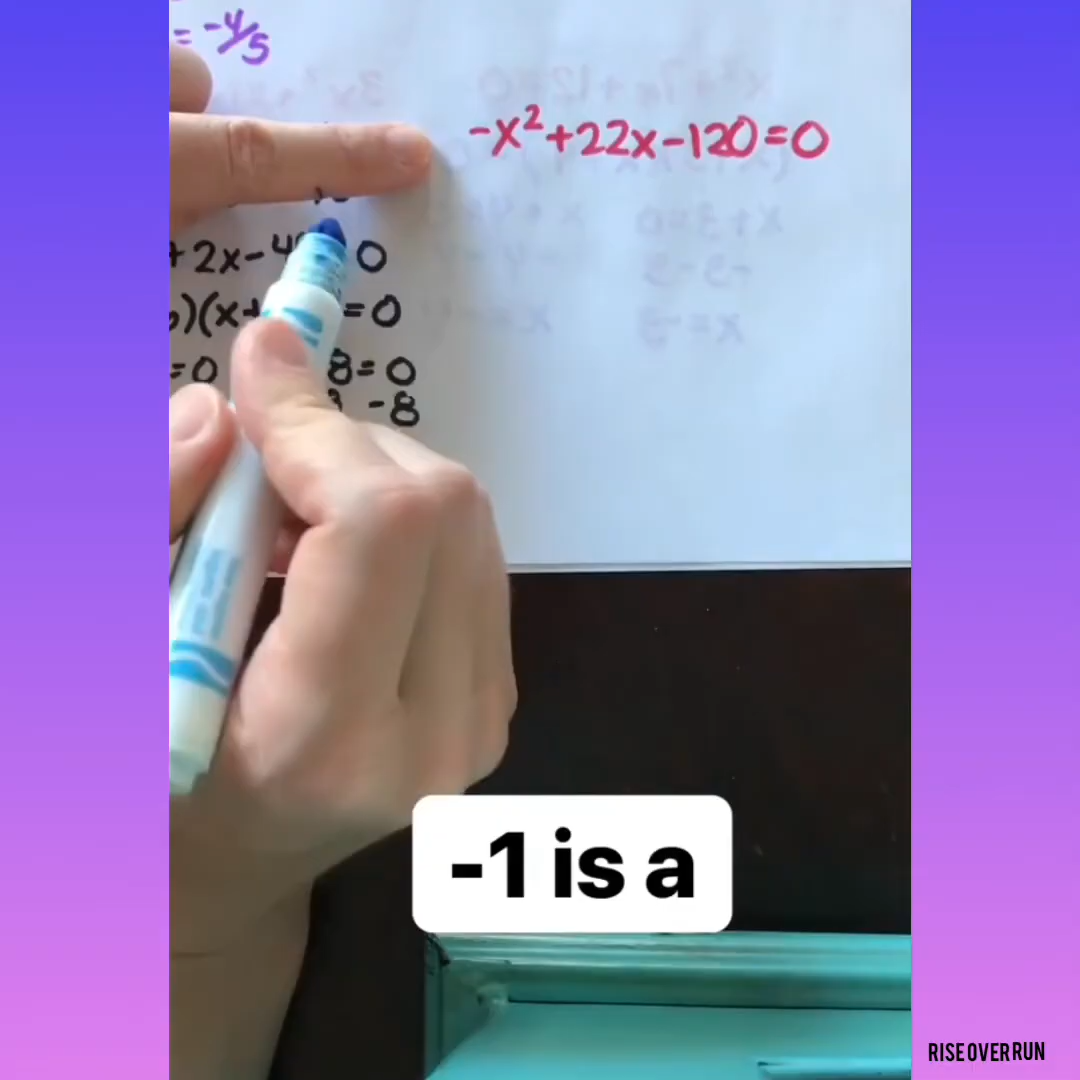 = -4/5
-x²+22x-120=0
+ 2x-4
0
)(x+
=0
=0
8=0
-8
-1 is a
RISE OVER RUN